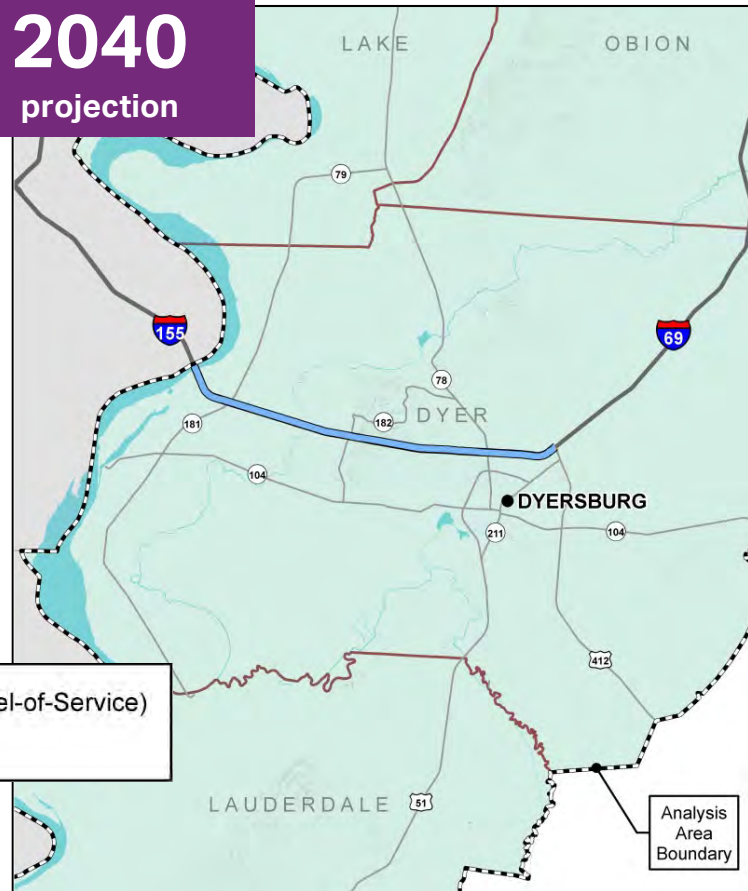 2040
projection
LAKE
OBION
79
155
69
78
181
182
DYER
104
DYERSBURG
211
104
412
el-of-Service)
LAUDERDALE
51
Analysis
Area
Boundary